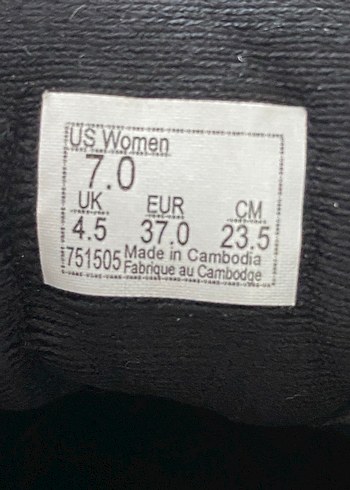 US Women
7.0
UK EUR CM
4.5 37.0 23.5
751505 Made in Cambodia
Fabrique au Cambodge